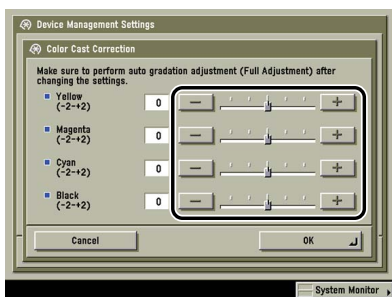 Device Management Settings
Color Cast Correction
Make sure to perform auto gradation adjustment (Full Adjustment) after
changing the settings.
Yellow
(-2-+2)
0
Magenta
(-2-+2)
0
Cyan
(-2-+2)
0
Black
(-2-+2)
0
Cancel
OK
System Monitor